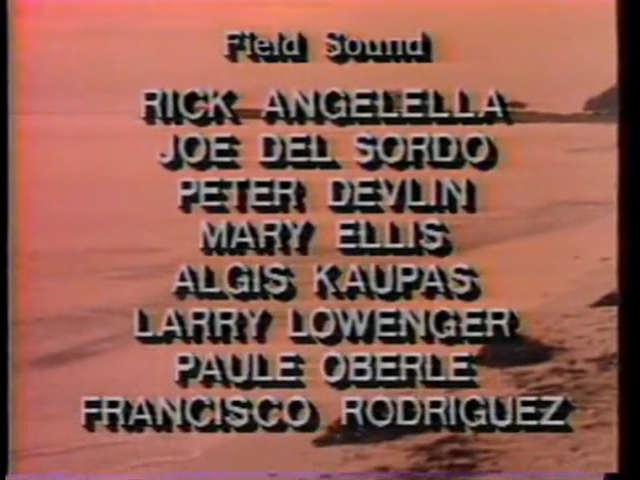 Field Sound
RICK ANGELELLA
JOE DEL SORDO
PETER DEVLIN
MARY ELLIS
ALGIS KAUPAS
LARRY LOWENGER
PAULE OBERLE
FRANCISCO RODRIGUEZ